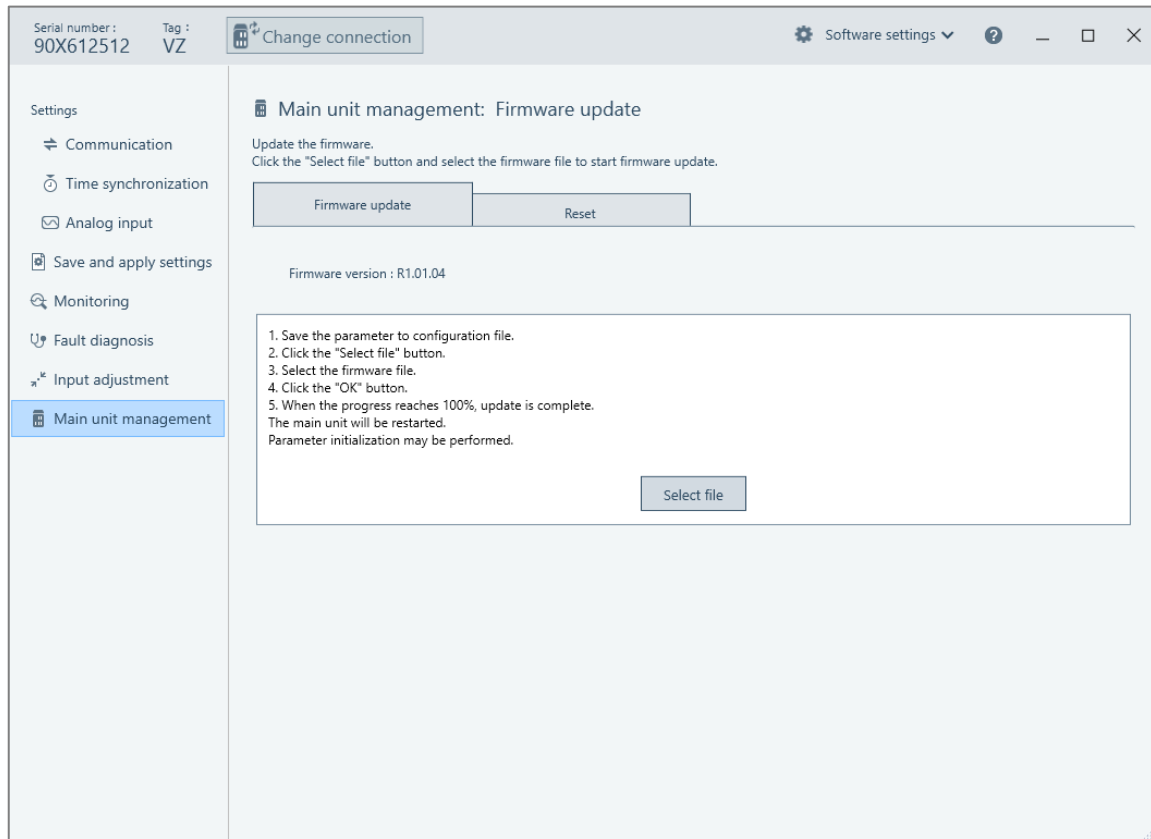 Serial number :
90X612512
Tag :
VZ
Change connection
Software settings
Settings
Communication
Time synchronization
Analog input
Save and apply settings
Monitoring
Fault diagnosis
Input adjustment
Main unit management
Main unit management: Firmware update
Update the firmware.
Click the "Select file" button and select the firmware file to start firmware update.
Firmware update
Reset
Firmware version : R1.01.04
1. Save the parameter to configuration file.
2. Click the "Select file" button.
3. Select the firmware file.
4. Click the "OK" button.
5. When the progress reaches 100%, update is complete.
The main unit will be restarted.
Parameter initialization may be performed.
Select file